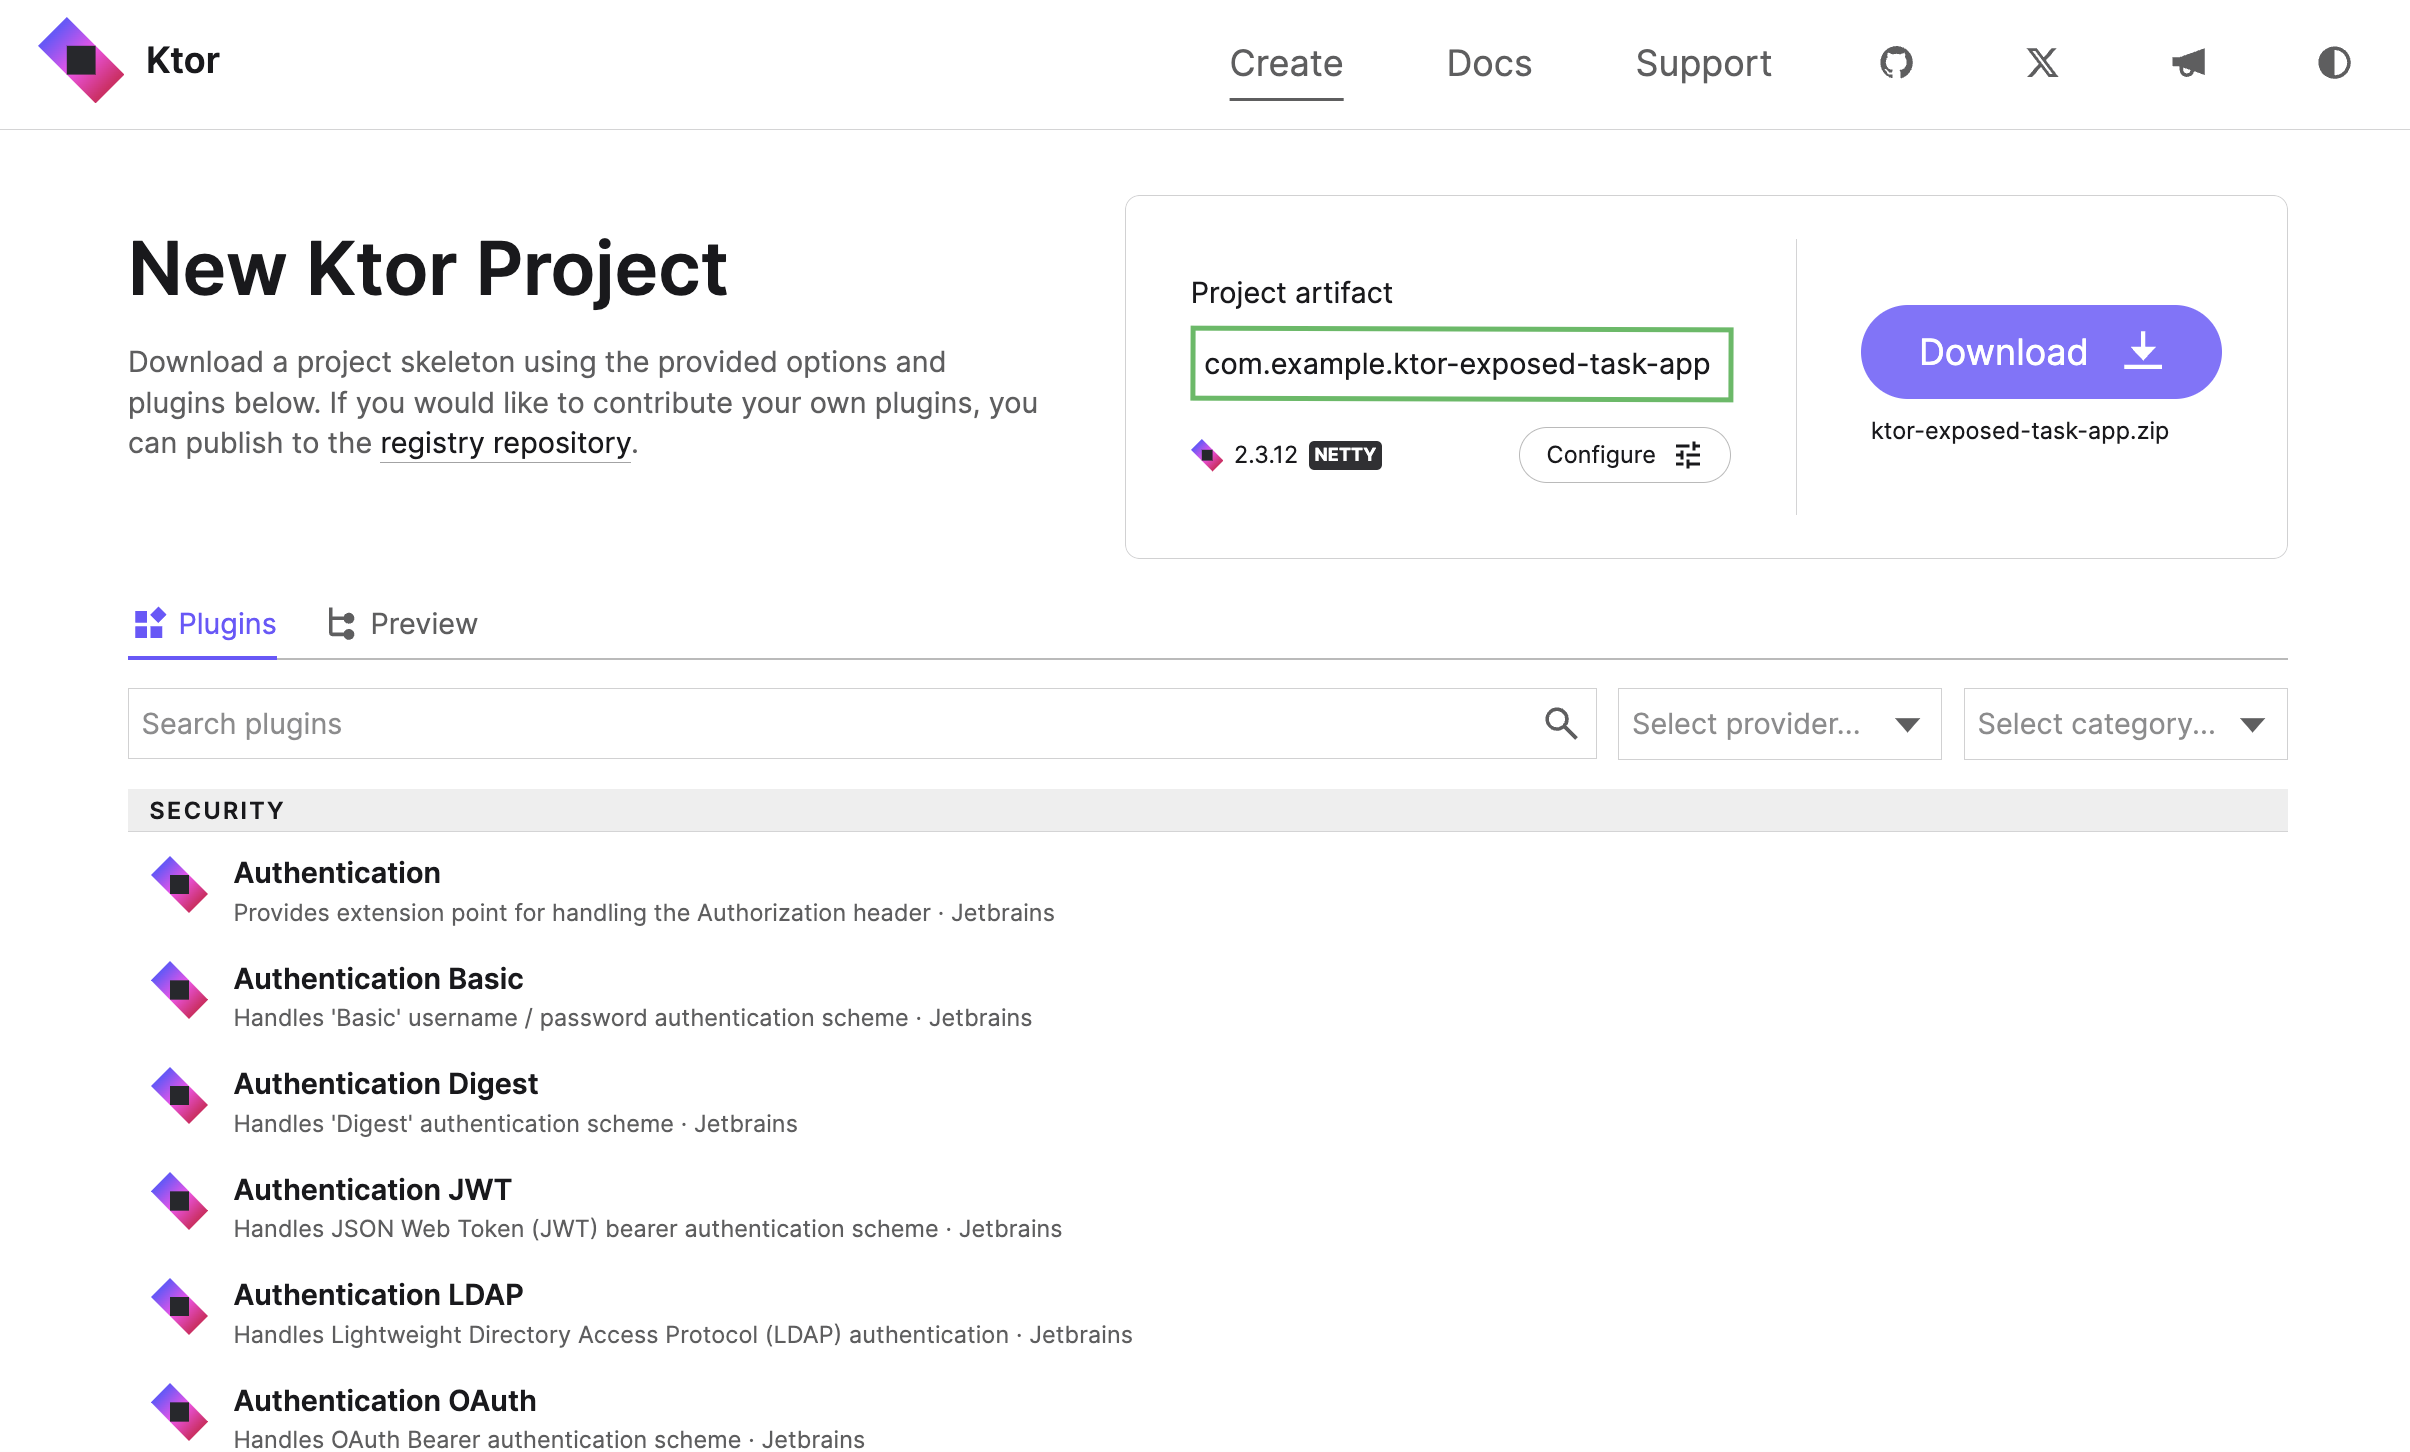 Ktor
Create
Docs
Support
New Ktor Project
Download a project skeleton using the provided options and
plugins below. If you would like to contribute your own plugins, you
can publish to the registry repository.
Project artifact
com.example.ktor-exposed-task-app
2.3.12 NETTY
Configure
Download
ktor-exposed-task-app.zip
Plugins
Preview
Search plugins
Select provider...
Select category...
SECURITY
Authentication
Provides extension point for handling the Authorization header · Jetbrains
Authentication Basic
Handles 'Basic' username / password authentication scheme · Jetbrains
Authentication Digest
Handles 'Digest' authentication scheme · Jetbrains
Authentication JWT
Handles JSON Web Token (JWT) bearer authentication scheme · Jetbrains
Authentication LDAP
Handles Lightweight Directory Access Protocol (LDAP) authentication · Jetbrains
Authentication OAuth
Handles OAuth Bearer authentication scheme · Jetbrains